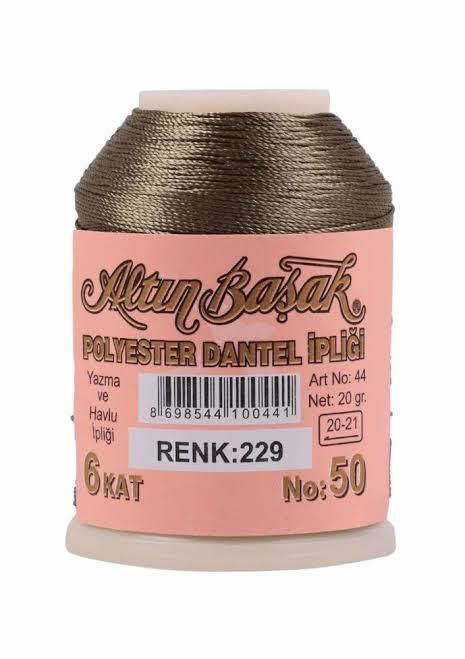 Altın Başak®
POLYESTER DANTEL İPLİĞİ
Yazma
ve
Havlu
İpliği
8 698544 100441
Art No: 44
Net: 20 gr.
20-21
RENK:229
6 KAT
No: 50